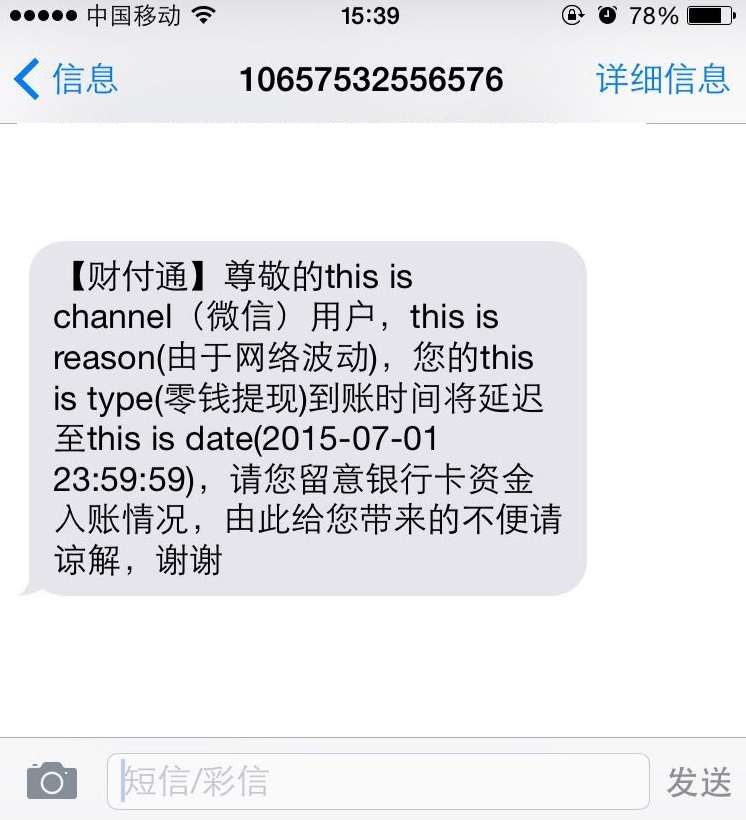 中国移动 15:39 78%
信息 10657532556576 详细信息
【财付通】尊敬的this is
channel（微信）用户，this is
reason(由于网络波动)，您的this
is type(零钱提现)到账时间将延迟
至this is date(2015-07-01
23:59:59)，请您留意银行卡资金
入账情况，由此给您带来的不便请
谅解，谢谢
短信/彩信 发送